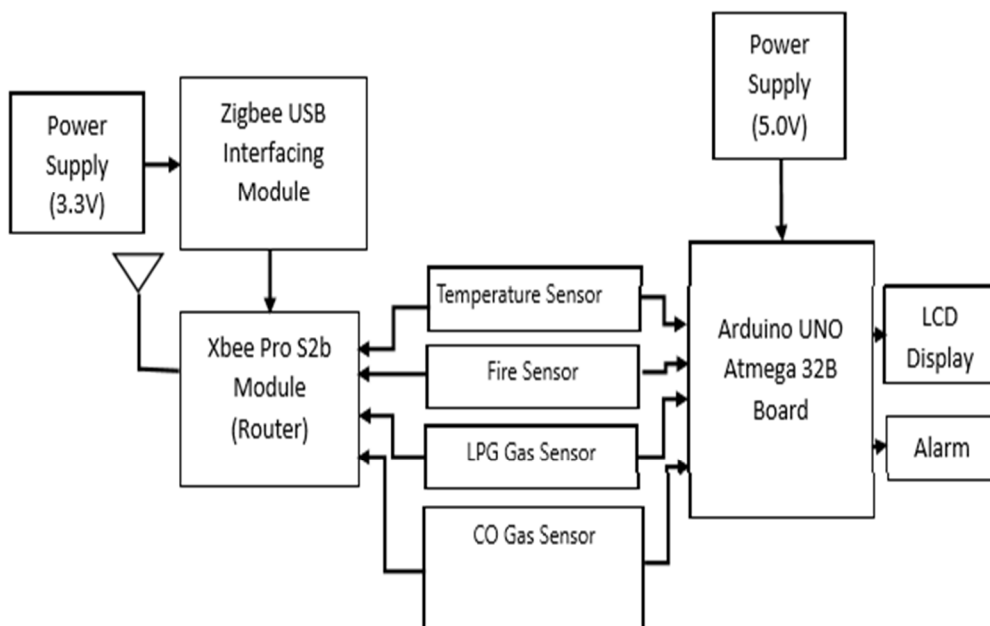 Power
Supply
(3.3V)
Zigbee USB
Interfacing
Module
Power
Supply
(5.0V)
Xbee Pro S2b
Module
(Router)
Temperature Sensor
Fire Sensor
LPG Gas Sensor
CO Gas Sensor
Arduino UNO
Atmega 32B
Board
LCD
Display
Alarm